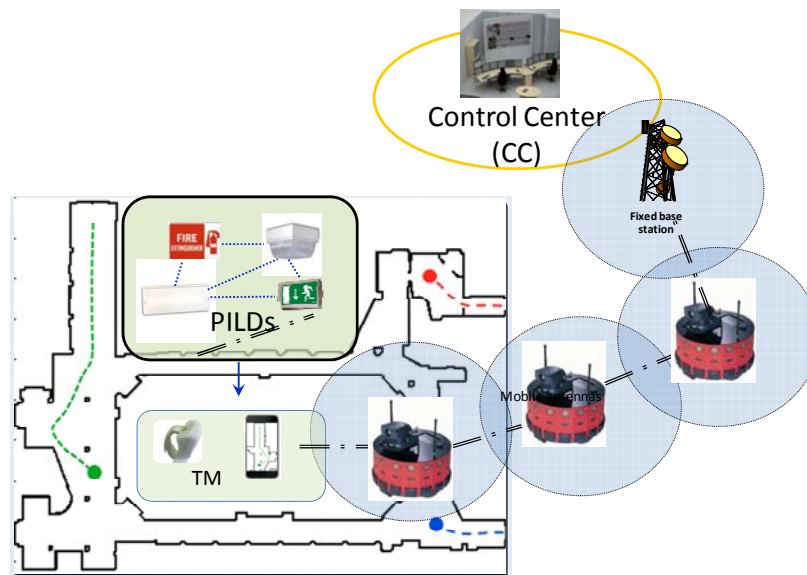 Control Center
(CC)
Fixed base
station
FIRE
EXTINGUISHER
PILDs
Mobile antennas
TM